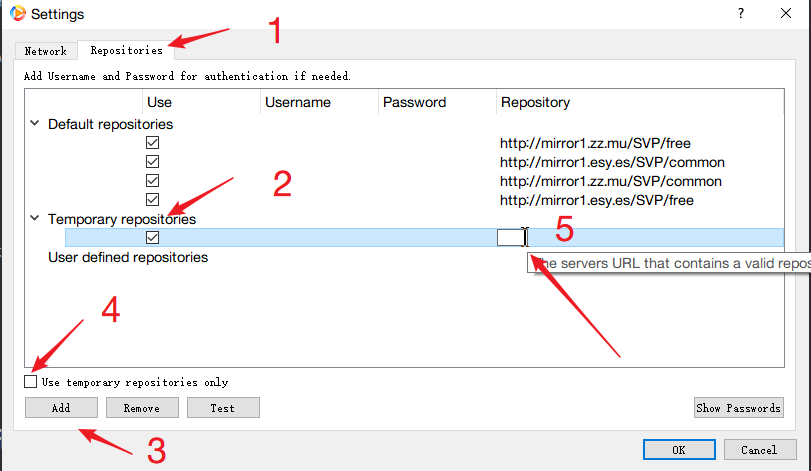 Settings
1
Network Repositories
Add Username and Password for authentication if needed.
Use Username Password Repository
Default repositories
http://mirror1.zz.mu/SVP/free
http://mirror1.esy.es/SVP/common
http://mirror1.zz.mu/SVP/common
http://mirror1.esy.es/SVP/free
2
Temporary repositories
5
User defined repositories
The servers URL that contains a valid repos
4
Use temporary repositories only
Add Remove Test Show Passwords
3
OK Cancel